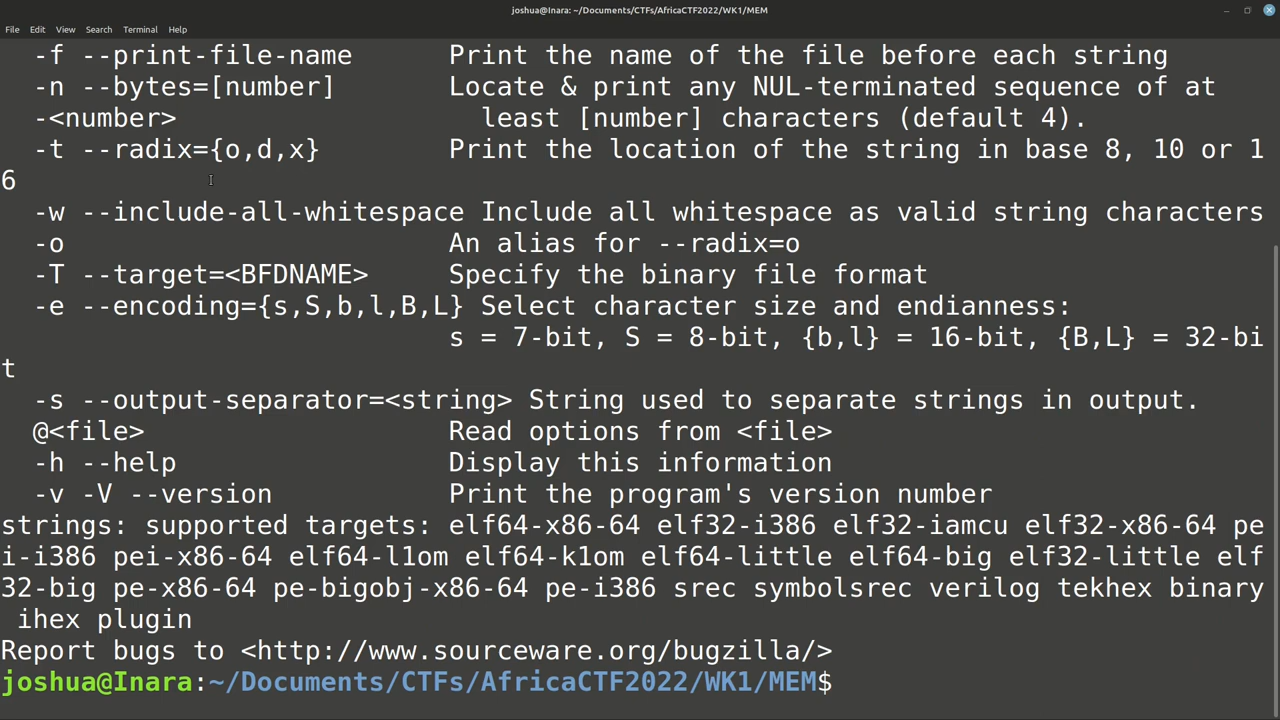 joshua@Inara: ~/Documents/CTFs/AfricaCTF2022/WK1/MEM
File Edit View Search Terminal Help
  -f --print-file-name      Print the name of the file before each string
  -n --bytes=[number]       Locate & print any NUL-terminated sequence of at
  -<number>                   least [number] characters (default 4).
  -t --radix={o,d,x}        Print the location of the string in base 8, 10 or 1
6
  -w --include-all-whitespace Include all whitespace as valid string characters
  -o                        An alias for --radix=o
  -T --target=<BFDNAME>     Specify the binary file format
  -e --encoding={s,S,b,l,B,L} Select character size and endianness:
                            s = 7-bit, S = 8-bit, {b,l} = 16-bit, {B,L} = 32-bi
t
  -s --output-separator=<string> String used to separate strings in output.
  @<file>                   Read options from <file>
  -h --help                 Display this information
  -v -V --version           Print the program's version number
strings: supported targets: elf64-x86-64 elf32-i386 elf32-iamcu elf32-x86-64 pe
i-i386 pei-x86-64 elf64-l1om elf64-k1om elf64-little elf64-big elf32-little elf
32-big pe-x86-64 pe-bigobj-x86-64 pe-i386 srec symbolsrec verilog tekhex binary
 ihex plugin
Report bugs to <http://www.sourceware.org/bugzilla/>
joshua@Inara:~/Documents/CTFs/AfricaCTF2022/WK1/MEM$